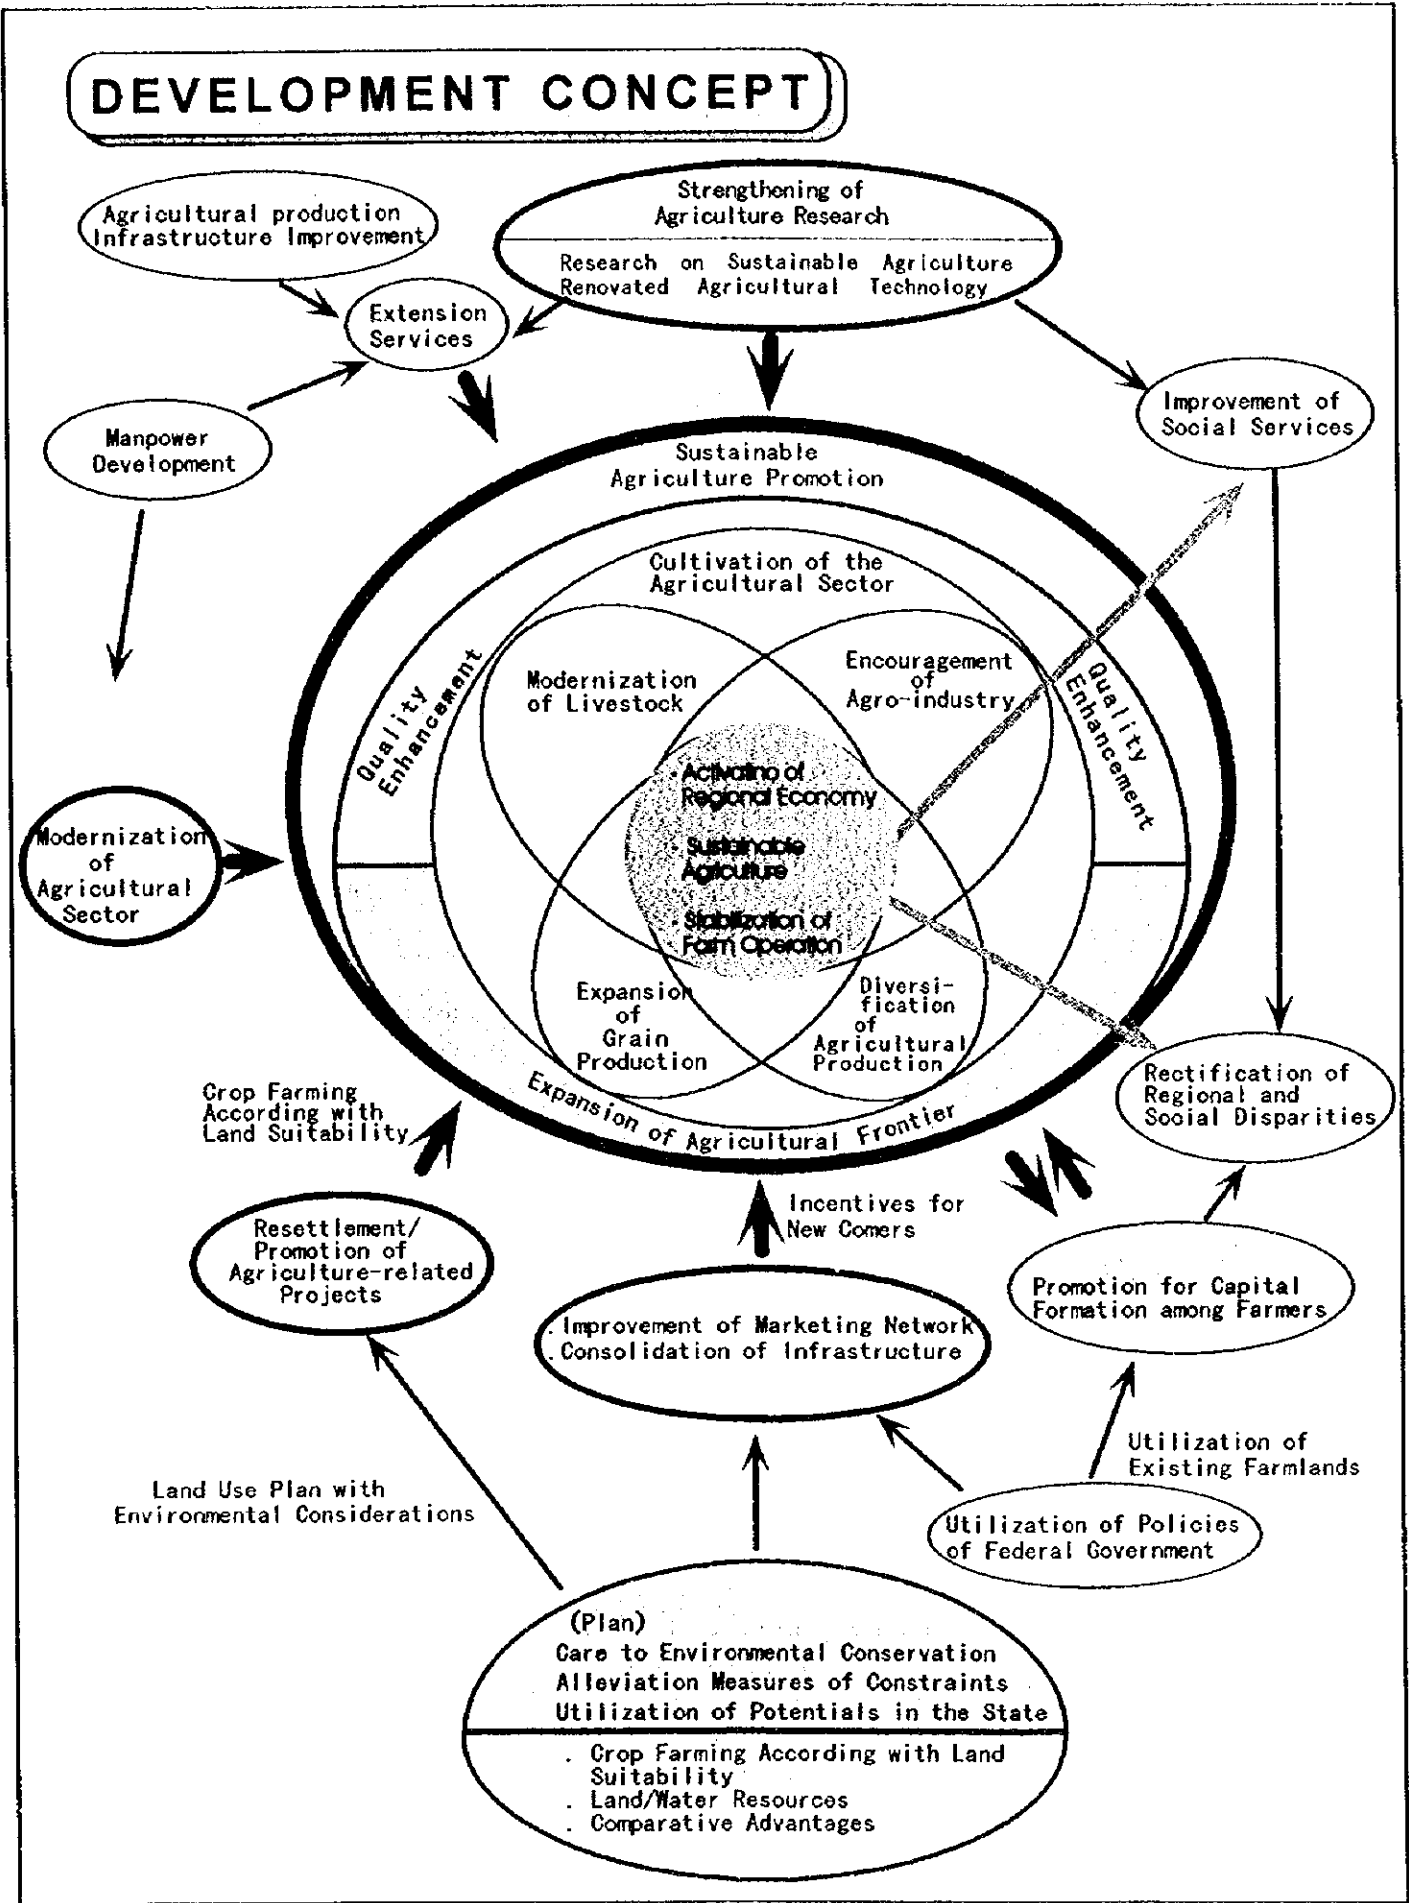 DEVELOPMENT CONCEPT
Agricultural production
Infrastructure Improvement
Strengthening of
Agriculture Research
Research on Sustainable Agriculture
Renovated Agricultural Technology
Extension
Services
Manpower
Development
Improvement of
Social Services
Sustainable
Agriculture Promotion
Cultivation of the
Agricultural Sector
Quality
Enhancement
Modernization
of Livestock
Encouragement
of
Agro-industry
Quality
Enhancement
· Activatino of
Regional Economy
· Sustainable
Agriculture
· Stabilization of
Farm Operation
Modernization
of
Agricultural
Sector
Expansion
of
Grain
Production
Diversi-
fication
of
Agricultural
Production
Expansion of Agricultural Frontier
Rectification of
Regional and
Social Disparities
Crop Farming
According with
Land Suitability
Incentives for
New Comers
Resettlement/
Promotion of
Agriculture-related
Projects
. Improvement of Marketing Network
. Consolidation of Infrastructure
Promotion for Capital
Formation among Farmers
Utilization of
Existing Farmlands
Land Use Plan with
Environmental Considerations
Utilization of Policies
of Federal Government
(Plan)
Care to Environmental Conservation
Alleviation Measures of Constraints
Utilization of Potentials in the State
. Crop Farming According with Land
Suitability
. Land/Water Resources
. Comparative Advantages